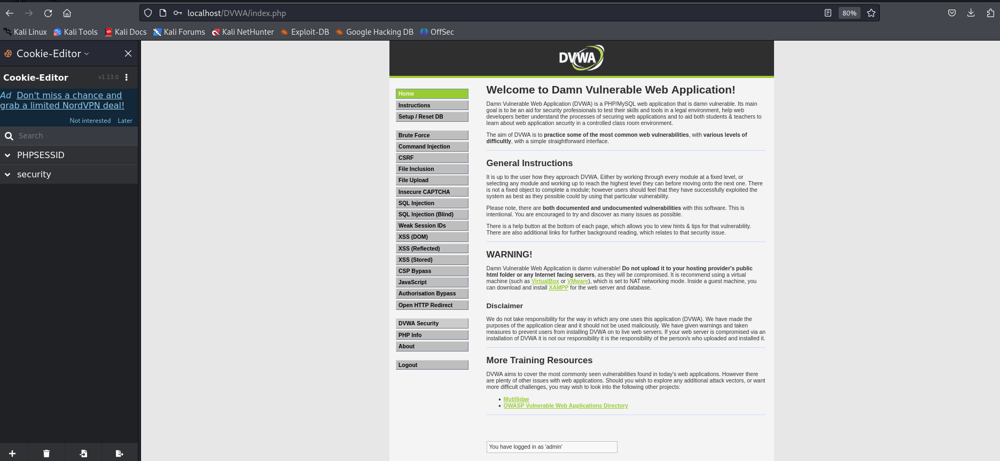 localhost/DVWA/index.php
80%
Kali Linux
Kali Tools
Kali Docs
Kali Forums
Kali NetHunter
Exploit-DB
Google Hacking DB
OffSec
Cookie-Editor
Cookie-Editor
v1.13.0
Ad Don't miss a chance and
grab a limited NordVPN deal!
Not interested
Later
Search
PHPSESSID
security
DVWA
Home
Instructions
Setup / Reset DB
Brute Force
Command Injection
CSRF
File Inclusion
File Upload
Insecure CAPTCHA
SQL Injection
SQL Injection (Blind)
Weak Session IDs
XSS (DOM)
XSS (Reflected)
XSS (Stored)
CSP Bypass
JavaScript
Authorisation Bypass
Open HTTP Redirect
DVWA Security
PHP Info
About
Logout
Welcome to Damn Vulnerable Web Application!
Damn Vulnerable Web Application (DVWA) is a PHP/MySQL web application that is damn vulnerable. Its main
goal is to be an aid for security professionals to test their skills and tools in a legal environment, help web
developers better understand the processes of securing web applications and to aid both students & teachers to
learn about web application security in a controlled class room environment.
The aim of DVWA is to practice some of the most common web vulnerabilities, with various levels of
difficultly, with a simple straightforward interface.
General Instructions
It is up to the user how they approach DVWA. Either by working through every module at a fixed level, or
selecting any module and working up to reach the highest level they can before moving onto the next one. There
is not a fixed object to complete a module; however users should feel that they have successfully exploited the
system as best as they possible could by using that particular vulnerability.
Please note, there are both documented and undocumented vulnerabilities with this software. This is
intentional. You are encouraged to try and discover as many issues as possible.
There is a help button at the bottom of each page, which allows you to view hints & tips for that vulnerability.
There are also additional links for further background reading, which relates to that security issue.
WARNING!
Damn Vulnerable Web Application is damn vulnerable! Do not upload it to your hosting provider's public
html folder or any Internet facing servers, as they will be compromised. It is recommend using a virtual
machine (such as VirtualBox or VMware), which is set to NAT networking mode. Inside a guest machine, you
can download and install XAMPP for the web server and database.
Disclaimer
We do not take responsibility for the way in which any one uses this application (DVWA). We have made the
purposes of the application clear and it should not be used maliciously. We have given warnings and taken
measures to prevent users from installing DVWA on to live web servers. If your web server is compromised via an
installation of DVWA it is not our responsibility it is the responsibility of the person/s who uploaded and installed it.
More Training Resources
DVWA aims to cover the most commonly seen vulnerabilities found in today's web applications. However there
are plenty of other issues with web applications. Should you wish to explore any additional attack vectors, or want
more difficult challenges, you may wish to look into the following other projects:
• Mutillidae
• OWASP Vulnerable Web Applications Directory
You have logged in as 'admin'